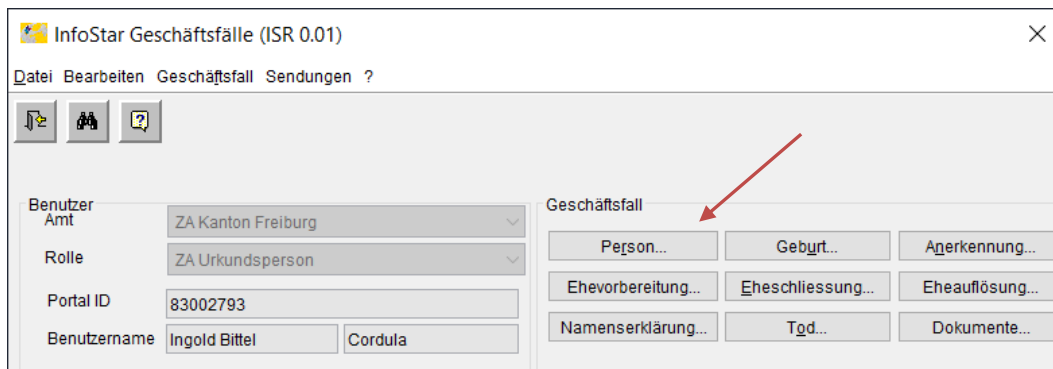 InfoStar Geschäftsfälle (ISR 0.01)
Datei Bearbeiten Geschäftsfall Sendungen ?
Benutzer
Amt ZA Kanton Freiburg
Rolle ZA Urkundsperson
Portal ID 83002793
Benutzername Ingold Bittel Cordula
Geschäftsfall
Person... Geburt... Anerkennung...
Ehevorbereitung... Eheschliessung... Eheauflösung...
Namenserklärung... Tod... Dokumente...